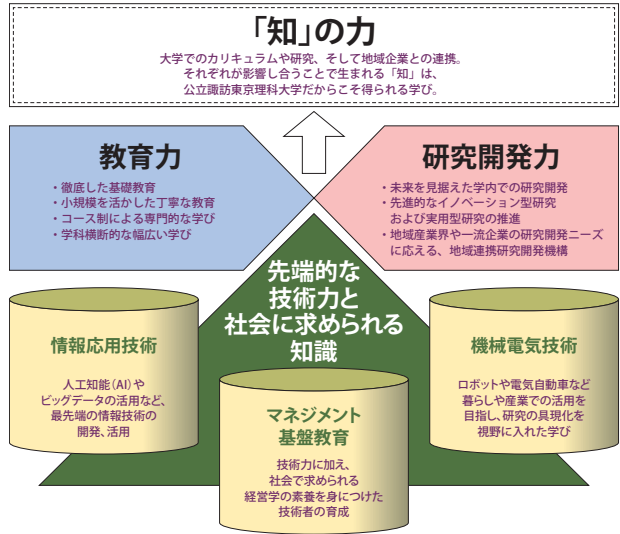 「知」の力
大学でのカリキュラムや研究、そして地域企業との連携。
それぞれが影響し合うことで生まれる「知」は、
公立諏訪東京理科大学だからこそ得られる学び。
教育力
・徹底した基礎教育
・小規模を活かした丁寧な教育
・コース制による専門的な学び
・学科横断的な幅広い学び
研究開発力
・未来を見据えた学内での研究開発
・先進的なイノベーション型研究
および実用型研究の推進
・地域産業界や一流企業の研究開発ニーズ
に応える、地域連携研究開発機構
先端的な
技術力と
社会に求められる
知識
情報応用技術
人工知能(AI)や
ビッグデータの活用など、
最先端の情報技術の
開発、活用
マネジメント
基盤教育
技術力に加え、
社会で求められる
経営学の素養を身につけた
技術者の育成
機械電気技術
ロボットや電気自動車など
暮らしや産業での活用を
目指し、研究の具現化を
視野に入れた学び